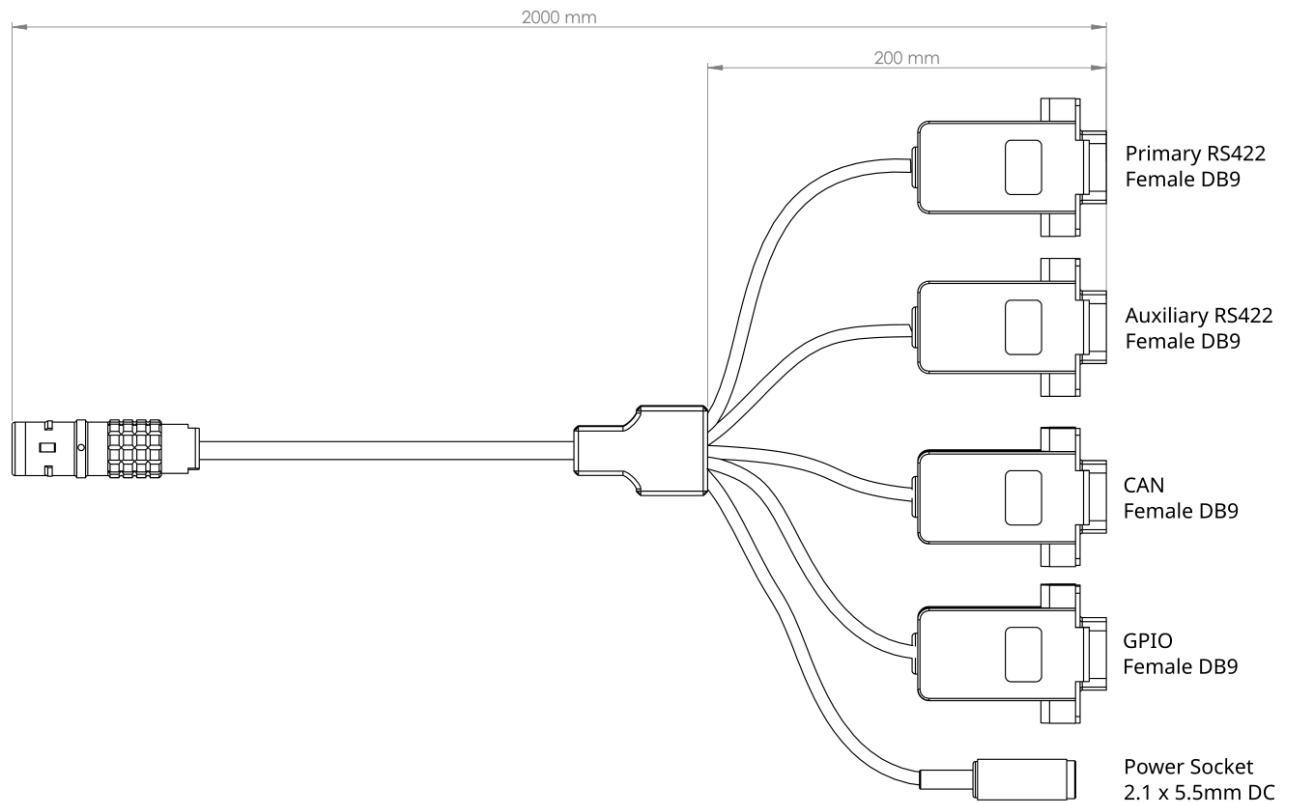 2000 mm
200 mm
Primary RS422
Female DB9
Auxiliary RS422
Female DB9
CAN
Female DB9
GPIO
Female DB9
Power Socket
2.1 x 5.5mm DC